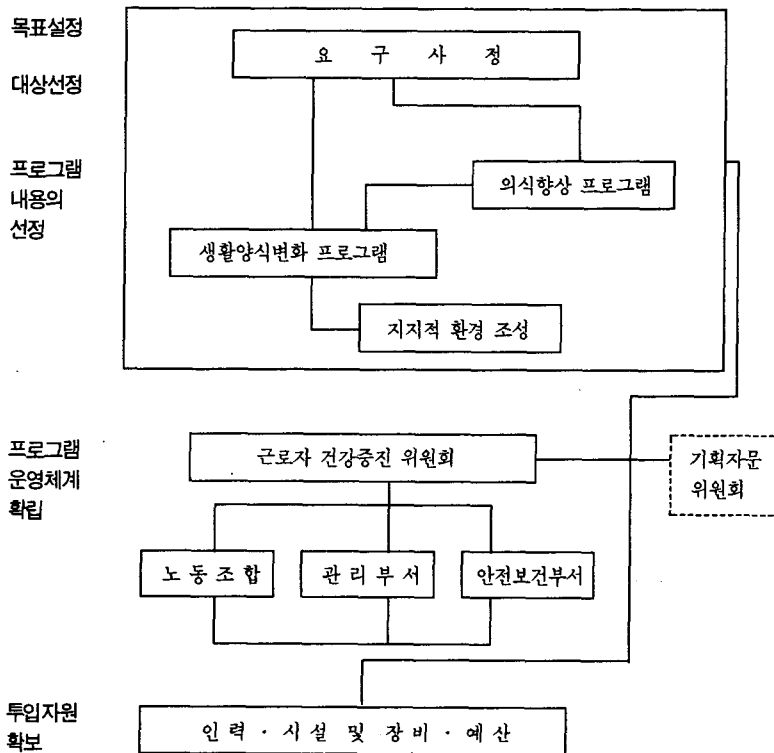 목표설정
요 구 사 정
대상선정
프로그램
내용의
선정
의식향상 프로그램
생활양식변화 프로그램
지지적 환경 조성
프로그램
운영체계
확립
근로자 건강증진 위원회
기획자문
위원회
노 동 조 합
관 리 부 서
안전보건부서
투입자원
확보
인 력 · 시 설 및 장 비 · 예 산